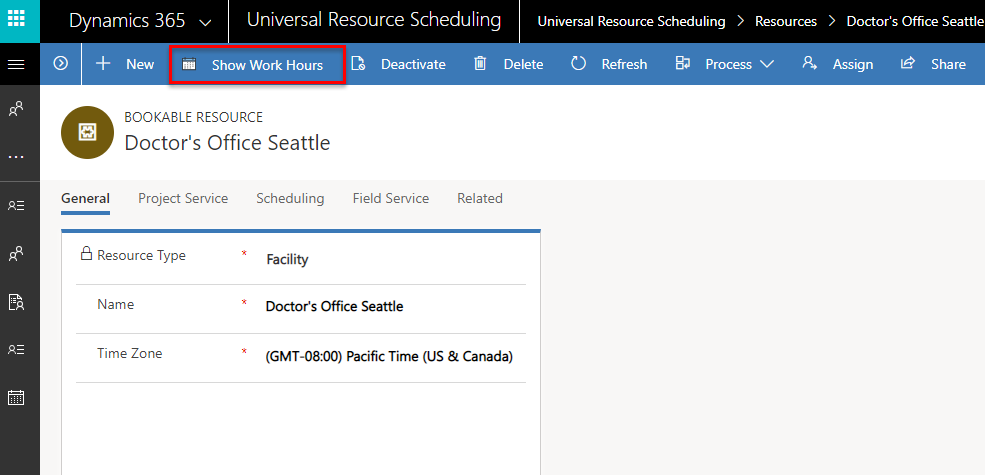 Dynamics 365 Universal Resource Scheduling Universal Resource Scheduling > Resources > Doctor's Office Seattle
New Show Work Hours Deactivate Delete Refresh Process Assign Share
BOOKABLE RESOURCE
Doctor's Office Seattle
General Project Service Scheduling Field Service Related
Resource Type * Facility
Name * Doctor's Office Seattle
Time Zone * (GMT-08:00) Pacific Time (US & Canada)